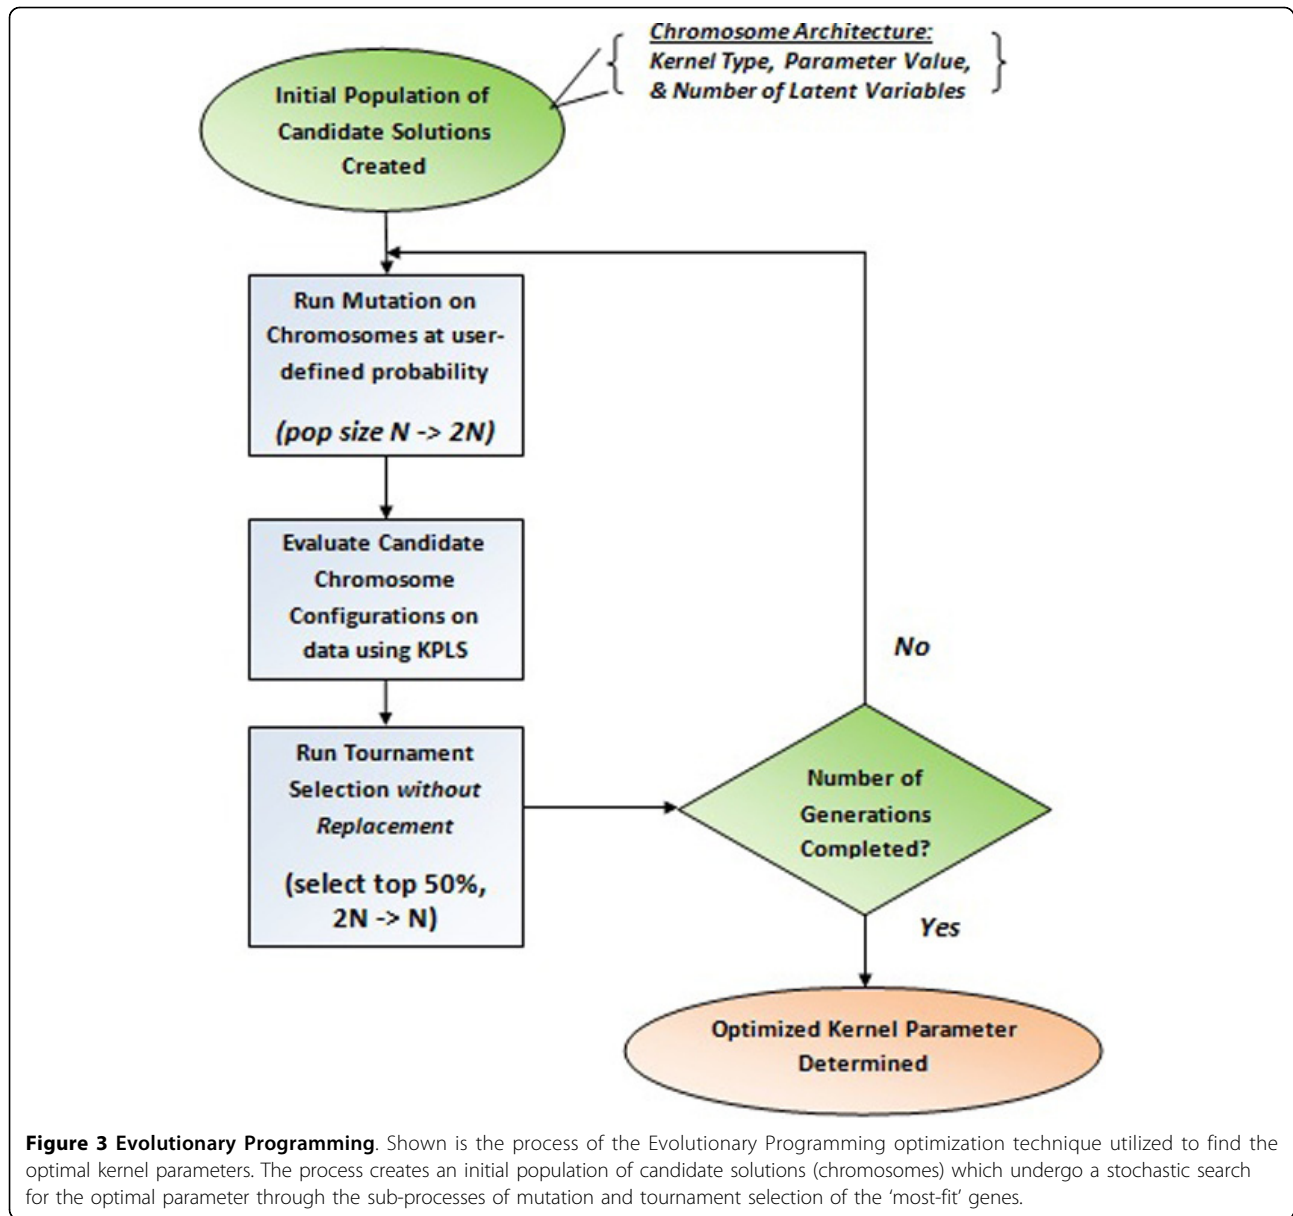 Chromosome Architecture:
Kernel Type, Parameter Value,
& Number of Latent Variables
Initial Population of
Candidate Solutions
Created
Run Mutation on
Chromosomes at user-
defined probability
(pop size N -> 2N)
Evaluate Candidate
Chromosome
Configurations on
data using KPLS
Run Tournament
Selection without
Replacement
(select top 50%,
2N -> N)
No
Number of
Generations
Completed?
Yes
Optimized Kernel Parameter
Determined
Figure 3 Evolutionary Programming. Shown is the process of the Evolutionary Programming optimization technique utilized to find the
optimal kernel parameters. The process creates an initial population of candidate solutions (chromosomes) which undergo a stochastic search
for the optimal parameter through the sub-processes of mutation and tournament selection of the ‘most-fit’ genes.